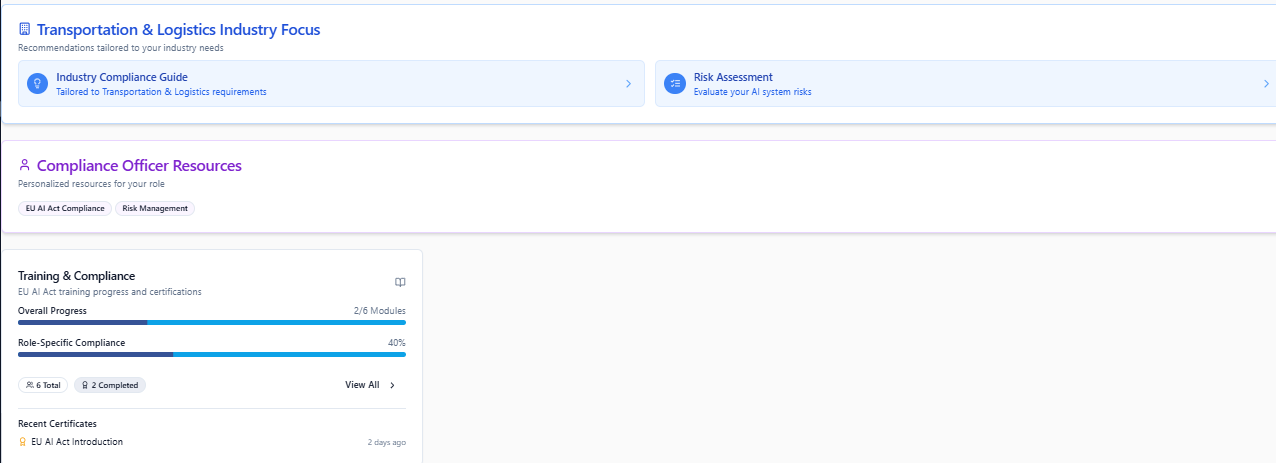 Transportation & Logistics Industry Focus
Recommendations tailored to your industry needs
Industry Compliance Guide
Tailored to Transportation & Logistics requirements
Risk Assessment
Evaluate your AI system risks
Compliance Officer Resources
Personalized resources for your role
EU AI Act Compliance
Risk Management
Training & Compliance
EU AI Act training progress and certifications
Overall Progress 2/6 Modules
Role-Specific Compliance 40%
6 Total 2 Completed View All
Recent Certificates
EU AI Act Introduction 2 days ago